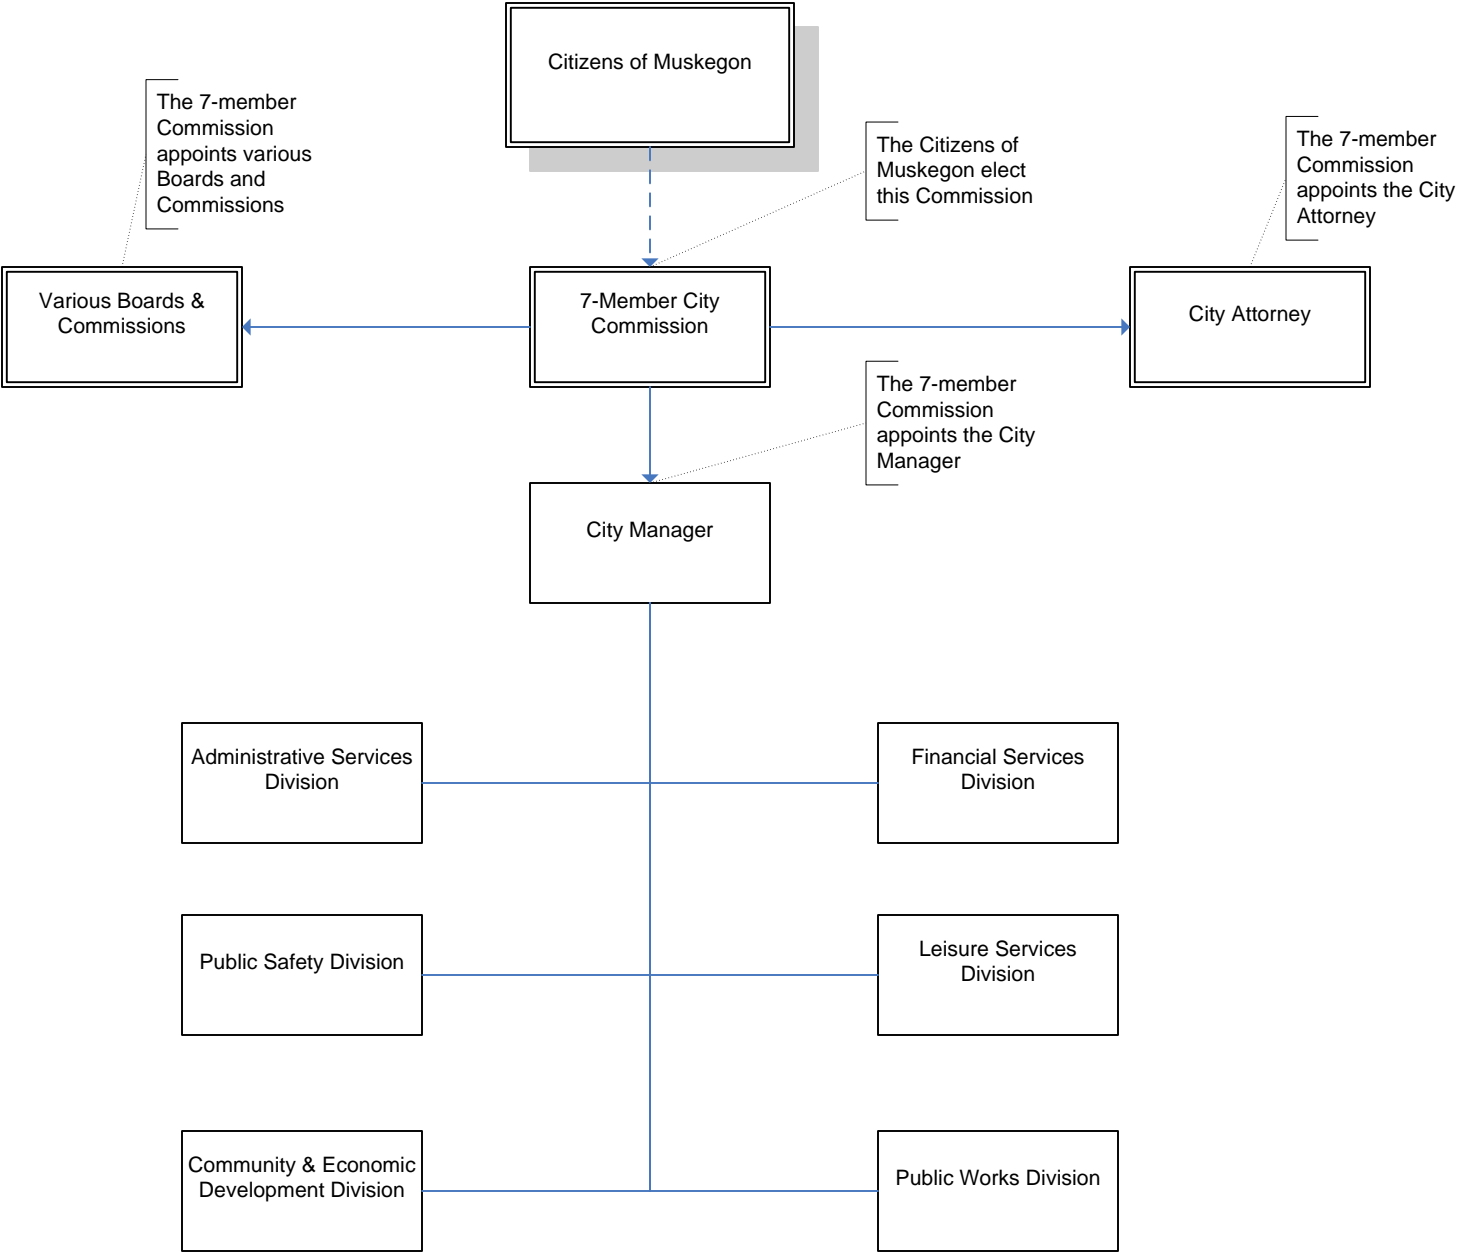 Citizens of Muskegon
The 7-member
Commission
appoints various
Boards and
Commissions
The Citizens of
Muskegon elect
this Commission
The 7-member
Commission
appoints the City
Attorney
Various Boards &
Commissions
7-Member City
Commission
City Attorney
The 7-member
Commission
appoints the City
Manager
City Manager
Administrative Services
Division
Financial Services
Division
Public Safety Division
Leisure Services
Division
Community & Economic
Development Division
Public Works Division